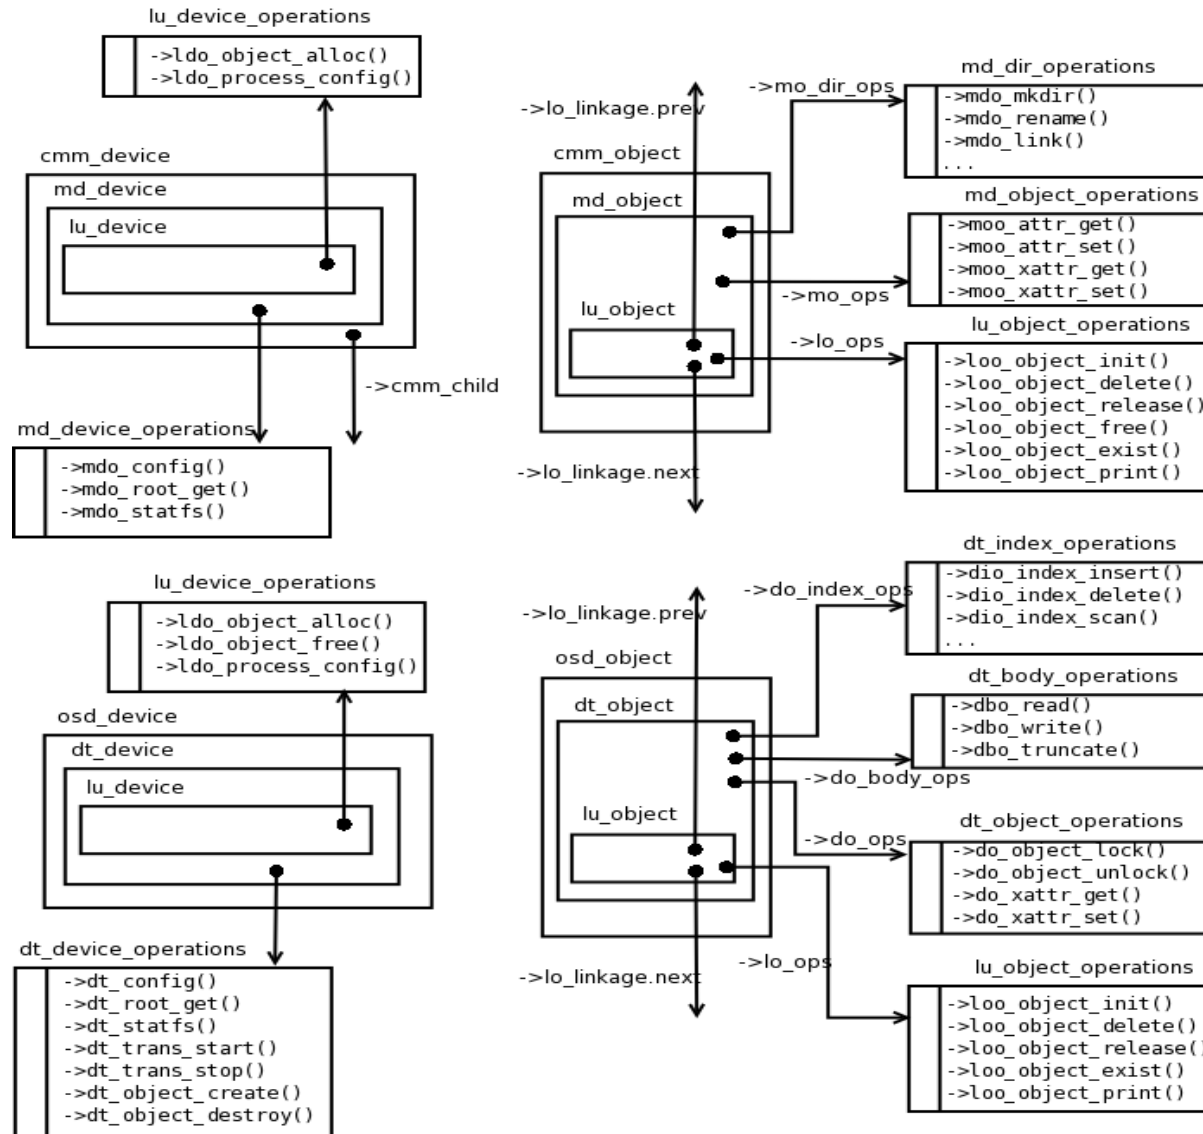 lu_device_operations
->ldo_object_alloc()
->ldo_process_config()
cmm_device
md_device
lu_device
->cmm_child
md_device_operations
->mdo_config()
->mdo_root_get()
->mdo_statfs()
->lo_linkage.prev
cmm_object
md_object
lu_object
->lo_linkage.next
->mo_dir_ops
->mo_ops
->lo_ops
md_dir_operations
->mdo_mkdir()
->mdo_rename()
->mdo_link()
...
md_object_operations
->moo_attr_get()
->moo_attr_set()
->moo_xattr_get()
->moo_xattr_set()
lu_object_operations
->loo_object_init()
->loo_object_delete()
->loo_object_release()
->loo_object_free()
->loo_object_exist()
->loo_object_print()
lu_device_operations
->ldo_object_alloc()
->ldo_object_free()
->ldo_process_config()
osd_device
dt_device
lu_device
dt_device_operations
->dt_config()
->dt_root_get()
->dt_statfs()
->dt_trans_start()
->dt_trans_stop()
->dt_object_create()
->dt_object_destroy()
->lo_linkage.prev
osd_object
dt_object
lu_object
->lo_linkage.next
->do_index_ops
->do_body_ops
->do_ops
->lo_ops
dt_index_operations
->dio_index_insert()
->dio_index_delete()
->dio_index_scan()
...
dt_body_operations
->dbo_read()
->dbo_write()
->dbo_truncate()
dt_object_operations
->do_object_lock()
->do_object_unlock()
->do_xattr_get()
->do_xattr_set()
lu_object_operations
->loo_object_init()
->loo_object_delete()
->loo_object_release()
->loo_object_exist()
->loo_object_print()